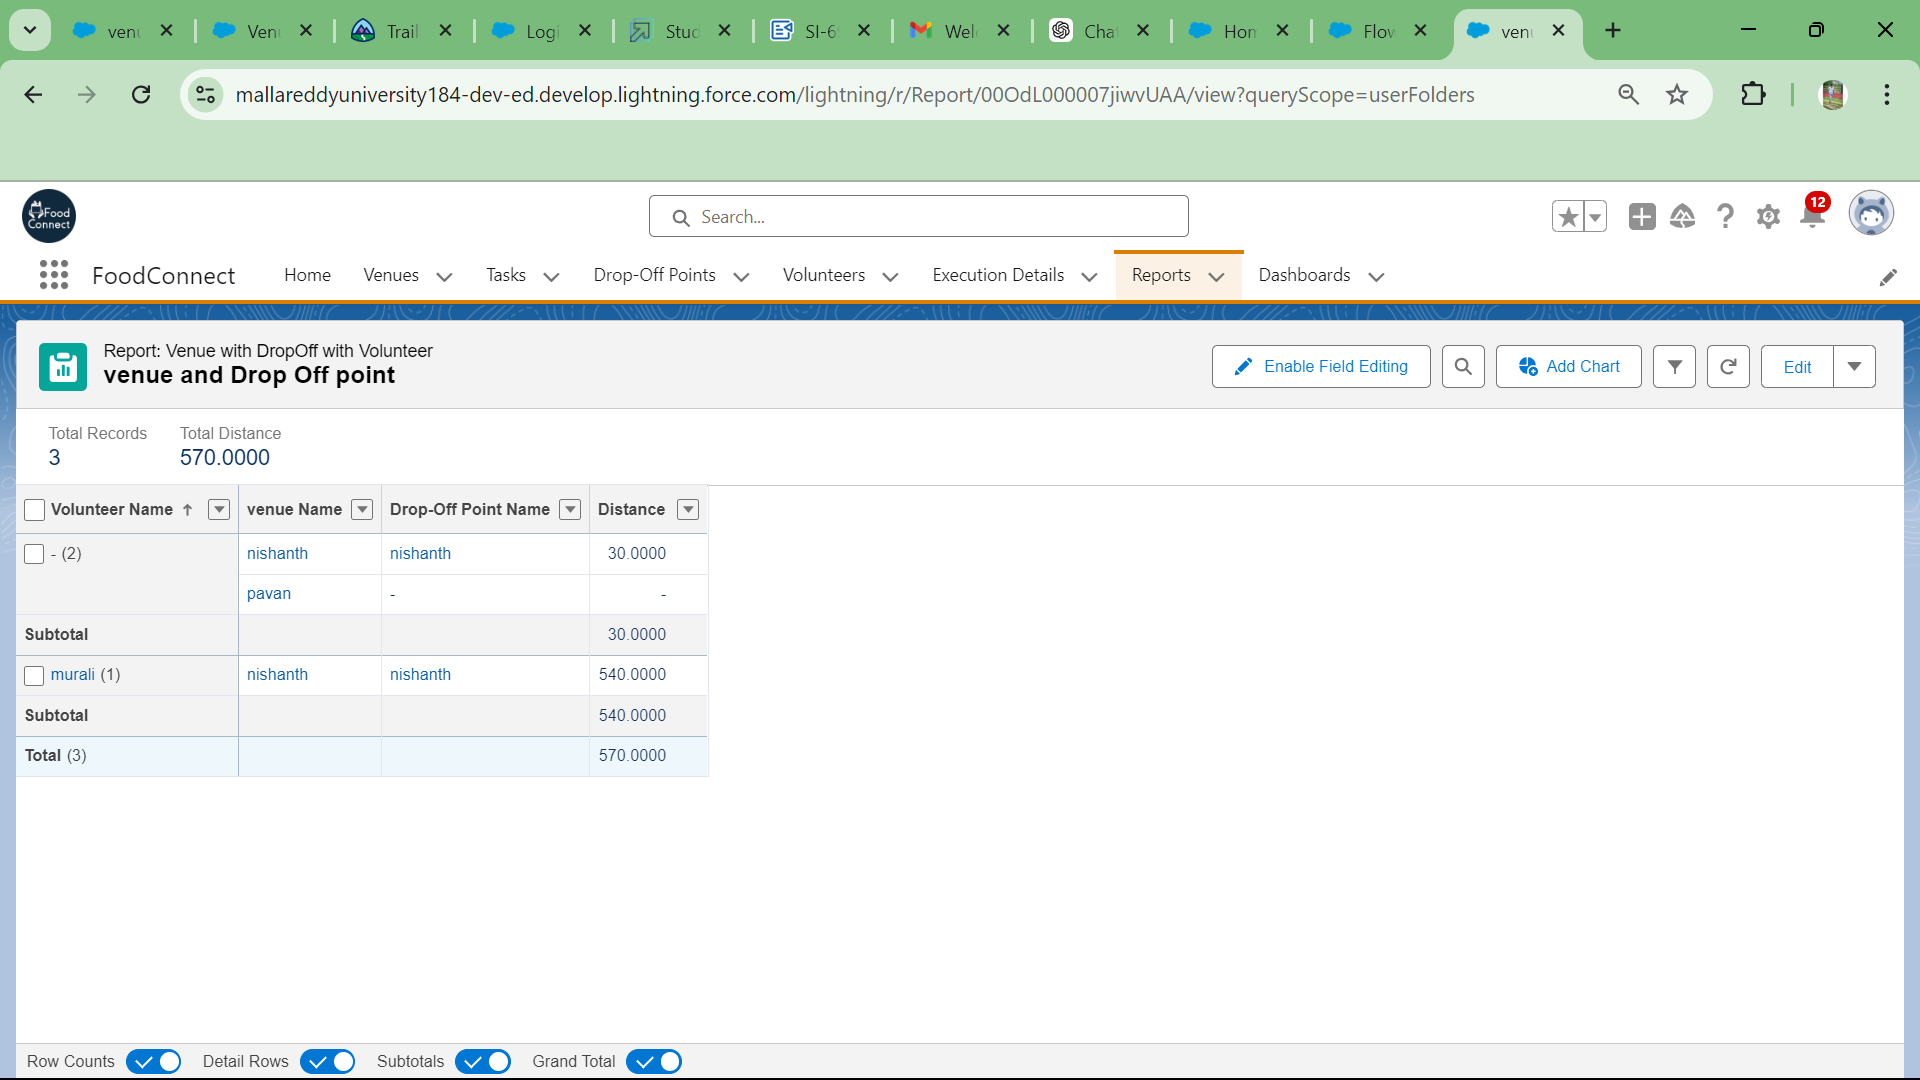 ven
Ven
Trail
Logi
Stud
SI-6
Wel
Cha
Hon
Flov
ven
mallareddyuniversity184-dev-ed.develop.lightning.force.com/lightning/r/Report/00OdL000007jiwvUAA/view?queryScope=userFolders
Food
Connect
Search...
12
FoodConnect
Home
Venues
Tasks
Drop-Off Points
Volunteers
Execution Details
Reports
Dashboards
Report: Venue with DropOff with Volunteer
venue and Drop Off point
Enable Field Editing
Add Chart
Edit
Total Records
3
Total Distance
570.0000
Volunteer Name ↑ venue Name Drop-Off Point Name Distance
- (2) nishanth nishanth 30.0000
pavan - -
Subtotal 30.0000
murali (1) nishanth nishanth 540.0000
Subtotal 540.0000
Total (3) 570.0000
Row Counts Detail Rows Subtotals Grand Total